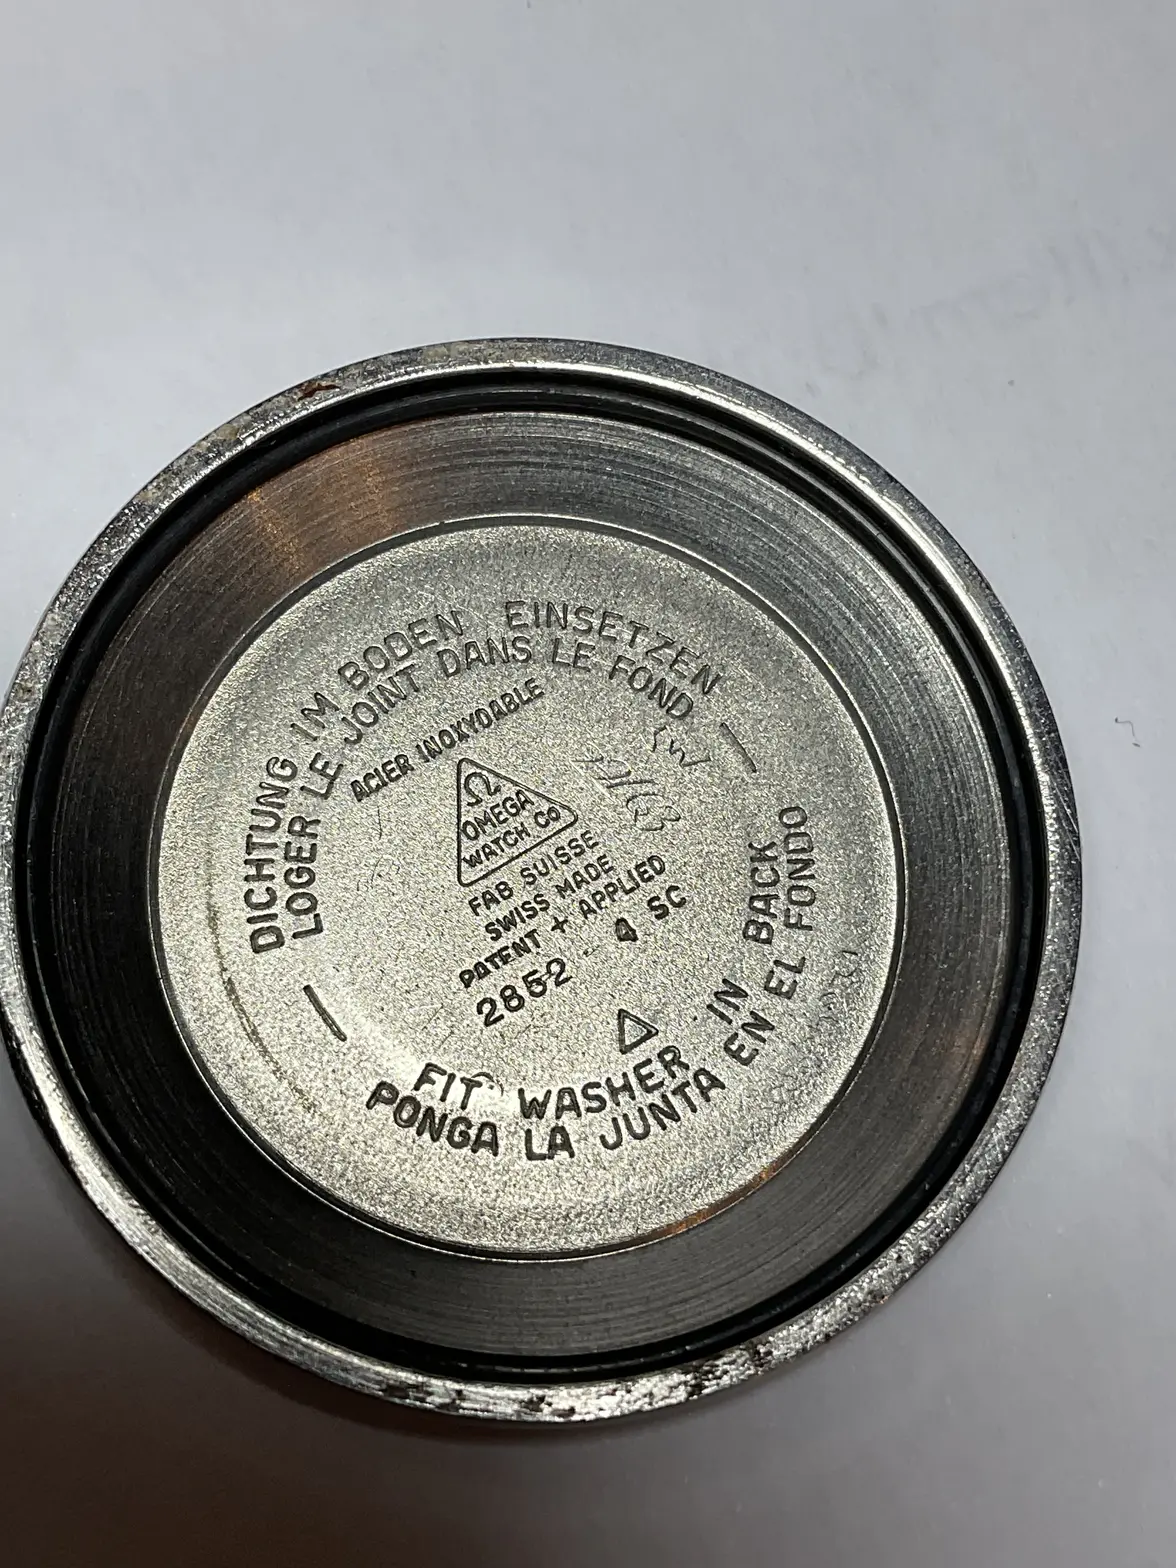 DICHTUNG IM BODEN EINSETZEN
LOGER LE JOINT DANS LE FOND
ACIER INOXYDABLE
Ω
OMEGA
WATCH Co
FAB SUISSE
SWISS MADE
PATENT + APPLIED
2852 4 SC
FIT WASHER IN BACK
PONGA LA JUNTA EN EL FONDO